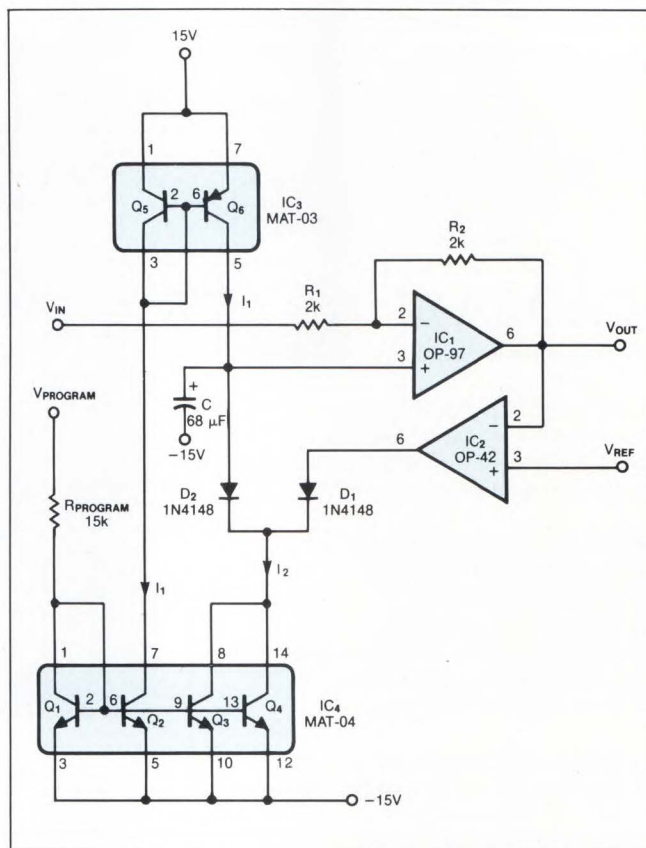 15V
1
7
Q5
2
6
Q6
IC3
MAT-03
3
5
I1
R2
2k
VIN
R1
2k
2
IC1
OP-97
6
VOUT
3
+
−
+
C
68 µF
−15V
VPROGRAM
6
IC2
OP-42
−
2
+
3
VREF
D2
1N4148
D1
1N4148
RPROGRAM
15k
I2
I1
1
7
8
14
Q1
2
6
Q2
9
Q3
13
Q4
IC4
MAT-04
3
5
10
12
−15V